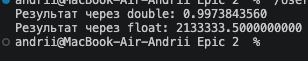 andrii@MacBook-Air-Andrii Epic 2 % /User
Результат через double: 0.9973843560
Результат через float: 2133333.5000000000
andrii@MacBook-Air-Andrii Epic 2 %